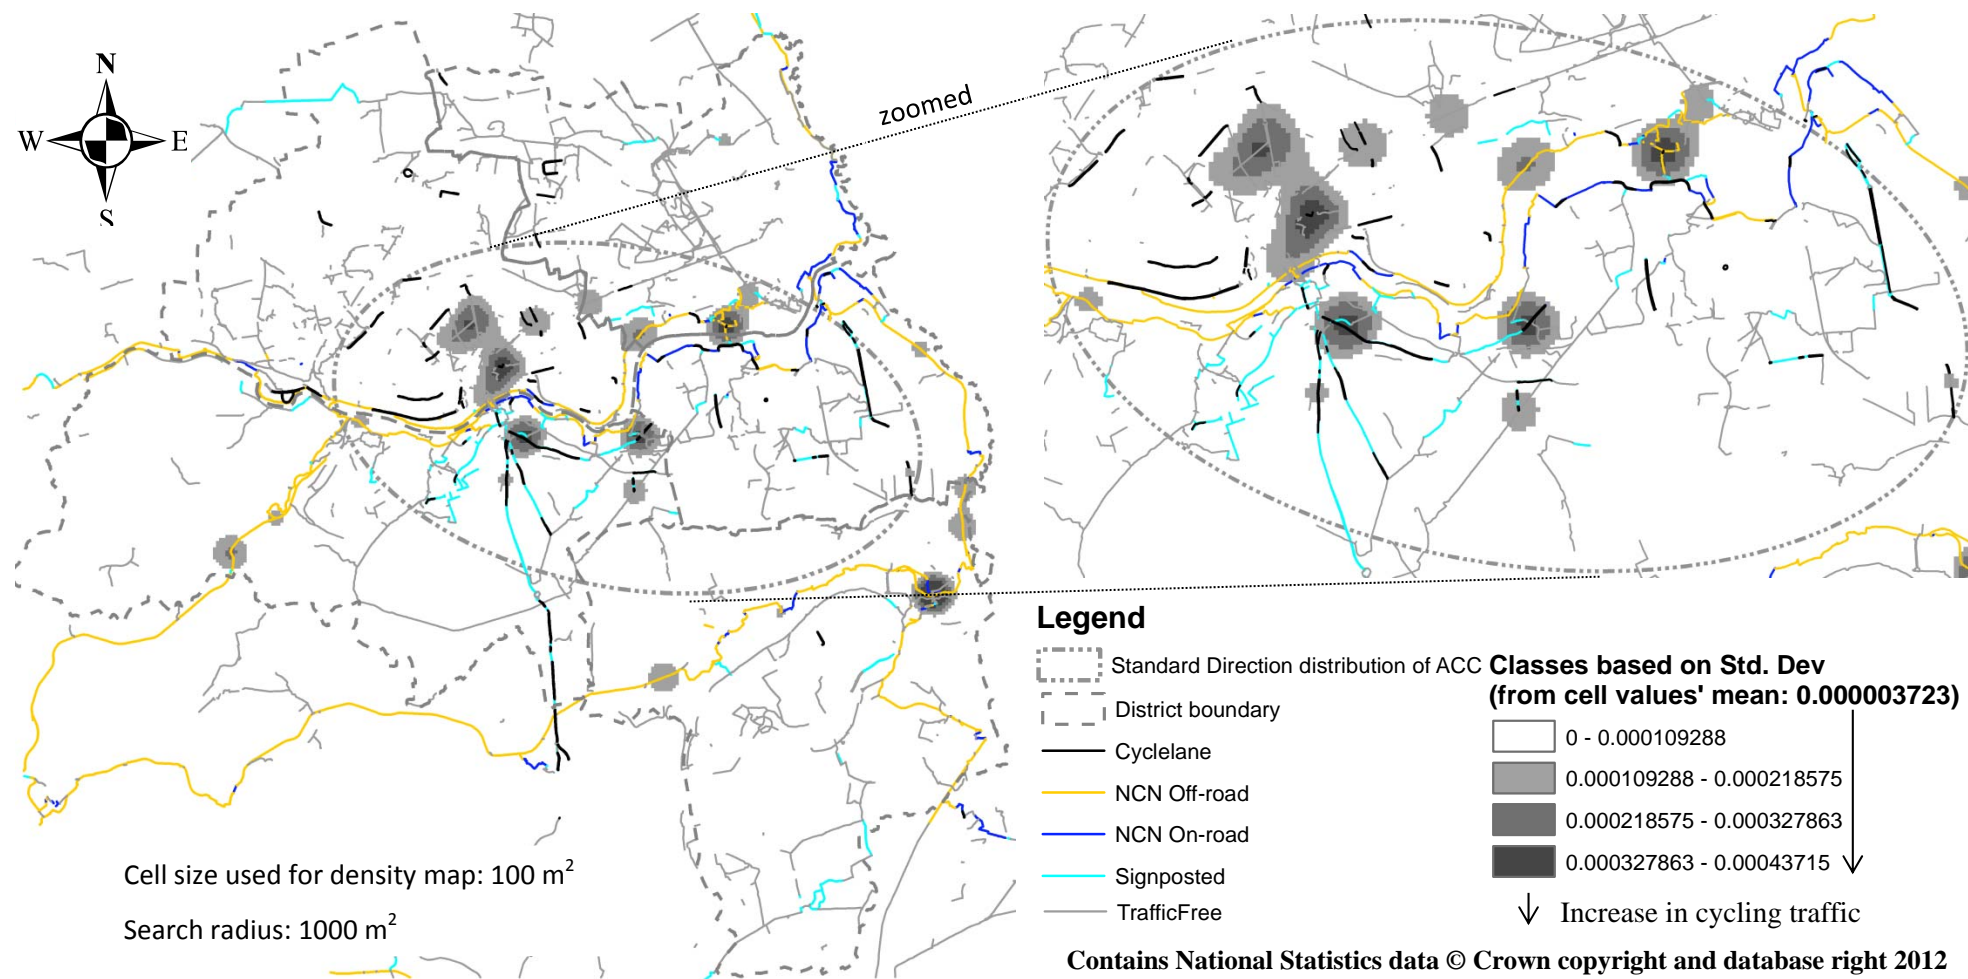 N
W E
S
zoomed
Cell size used for density map: 100 m²
Search radius: 1000 m²
Legend
Standard Direction distribution of ACC
District boundary
Cyclelane
NCN Off-road
NCN On-road
Signposted
TrafficFree
Classes based on Std. Dev
(from cell values' mean: 0.000003723)
0 - 0.000109288
0.000109288 - 0.000218575
0.000218575 - 0.000327863
0.000327863 - 0.00043715
Increase in cycling traffic
Contains National Statistics data © Crown copyright and database right 2012